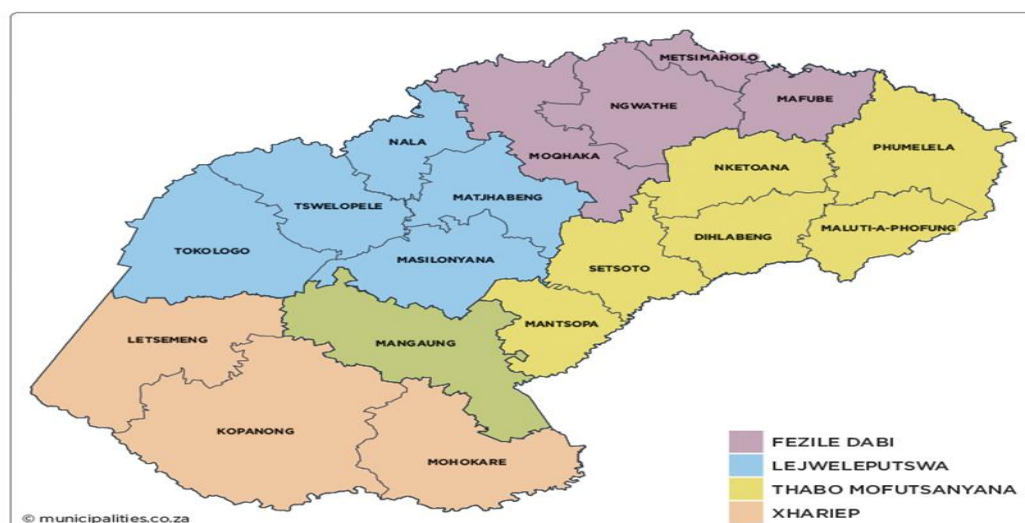 METSIMAHOLO
NGWATHE
MAFUBE
NALA
MOQHAKA
PHUMELELA
NKETOANA
MATJHABENG
TSWELOPELE
MALUTI-A-PHOFUNG
DIHLABENG
TOKOLOGO
MASILONYANA
SETSOTO
MANTSOPA
LETSEMENG
MANGAUNG
KOPANONG
MOHOKARE
FEZILE DABI
LEJWELEPUTSWA
THABO MOFUTSANYANA
XHARIEP
© municipalities.co.za